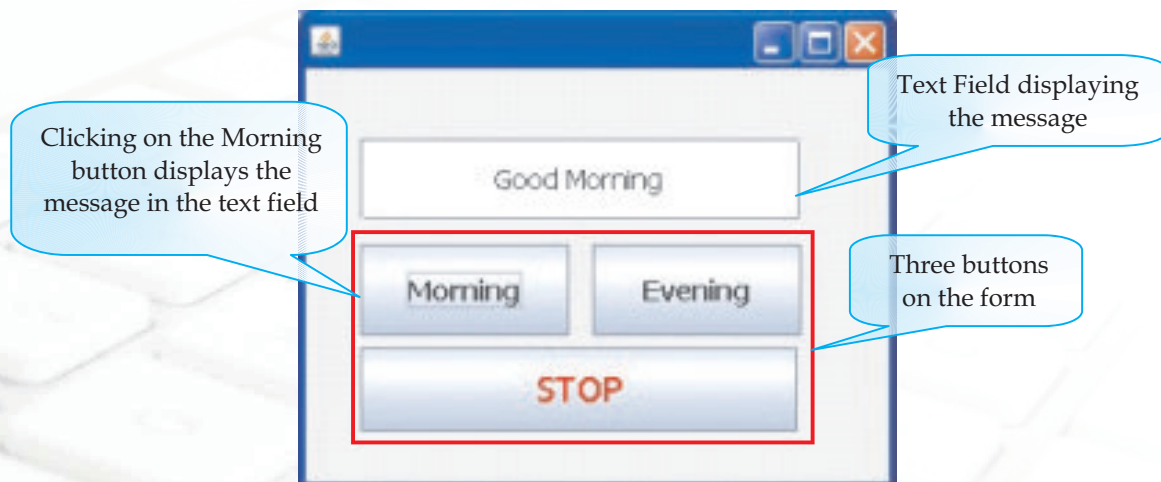 Text Field displaying
the message
Clicking on the Morning
button displays the
message in the text field
Good Morning
Three buttons
on the form
Morning
Evening
STOP